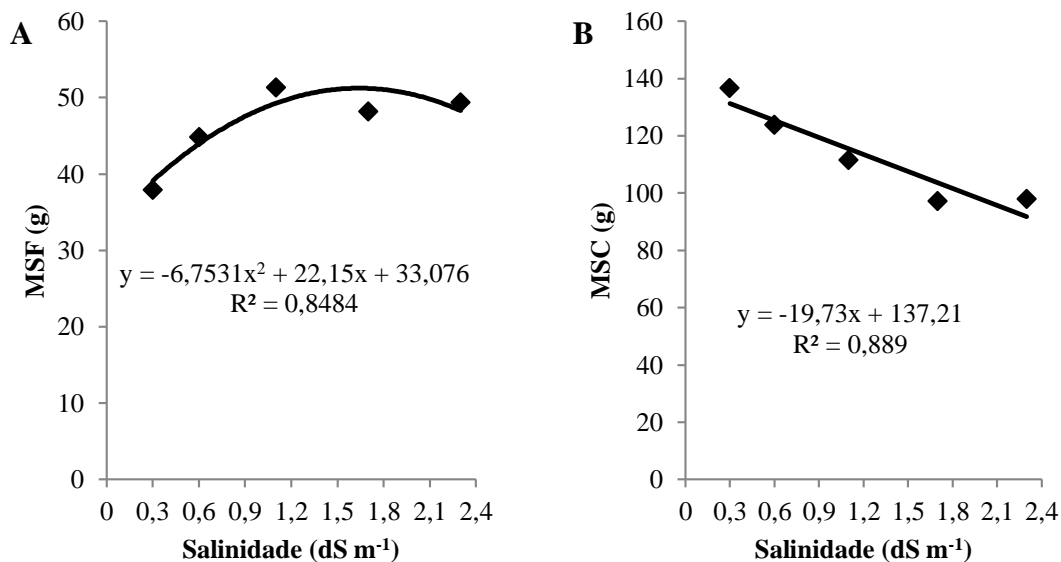 A
MSF (g)
60
50
40
30
20
10
0
y = -6,7531x² + 22,15x + 33,076
R² = 0,8484
0 0,3 0,6 0,9 1,2 1,5 1,8 2,1 2,4
Salinidade (dS m⁻¹)
B
MSC (g)
160
140
120
100
80
60
40
20
0
y = -19,73x + 137,21
R² = 0,889
0 0,3 0,6 0,9 1,2 1,5 1,8 2,1 2,4
Salinidade (dS m⁻¹)